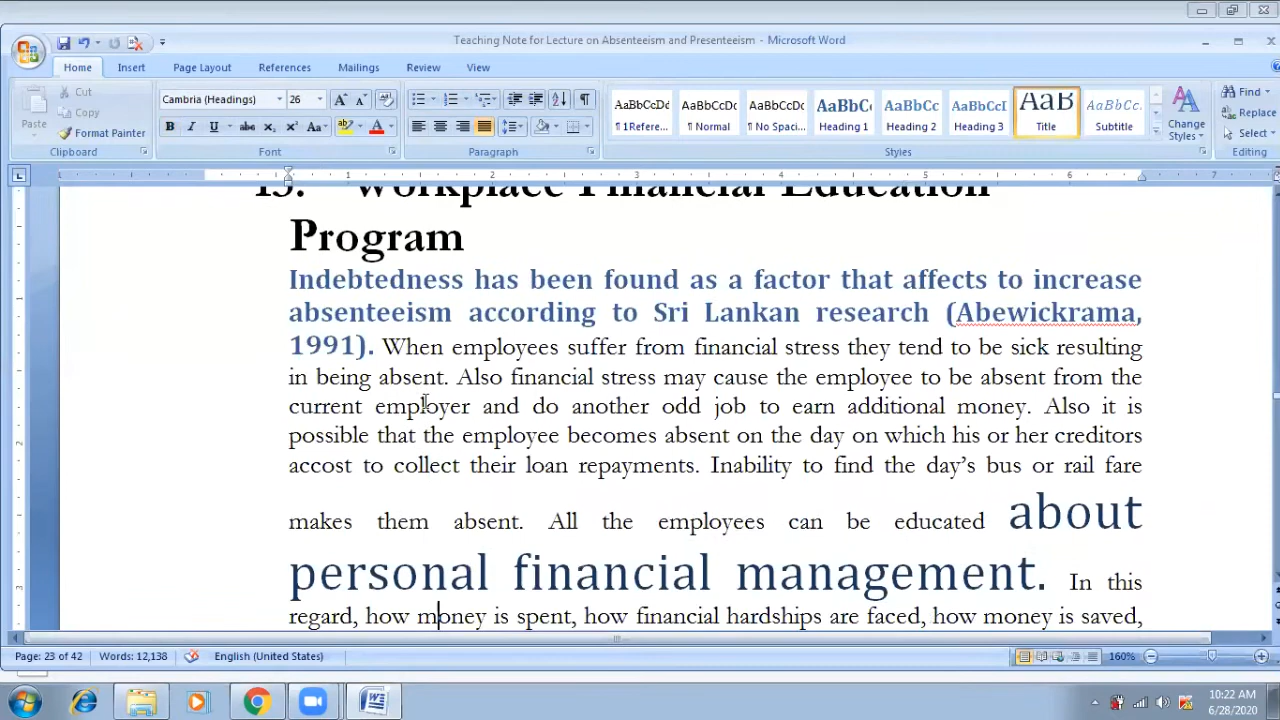 Teaching Note for Lecture on Absenteeism and Presenteeism - Microsoft Word
Home Insert Page Layout References Mailings Review View
Cut
Copy
Paste
Format Painter
Clipboard
Cambria (Headings) 26
Font
Paragraph
AaBbCcDd AaBbCcDc AaBbCcDc AaBbC AaBbCc AaBbCcI AaB AaBbCc.
¶ 1Refere... ¶ Normal ¶ No Spaci... Heading 1 Heading 2 Heading 3 Title Subtitle
Change Styles
Styles
Find
Replace
Select
Editing
Workplace Financial Education
Program
Indebtedness has been found as a factor that affects to increase
absenteeism according to Sri Lankan research (Abewickrama,
1991). When employees suffer from financial stress they tend to be sick resulting
in being absent. Also financial stress may cause the employee to be absent from the
current employer and do another odd job to earn additional money. Also it is
possible that the employee becomes absent on the day on which his or her creditors
accost to collect their loan repayments. Inability to find the day's bus or rail fare
makes them absent. All the employees can be educated about
personal financial management. In this
regard, how money is spent, how financial hardships are faced, how money is saved,
Page: 23 of 42 Words: 12,138 English (United States) 160%
10:22 AM
6/28/2020